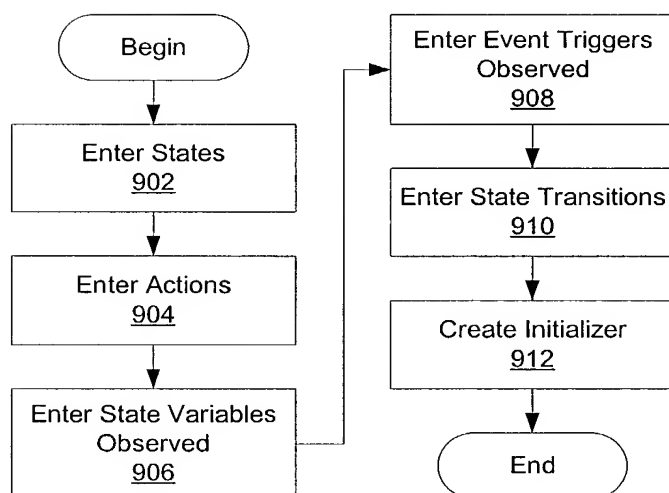 Begin
Enter States
902
Enter Actions
904
Enter State Variables
Observed
906
Enter Event Triggers
Observed
908
Enter State Transitions
910
Create Initializer
912
End